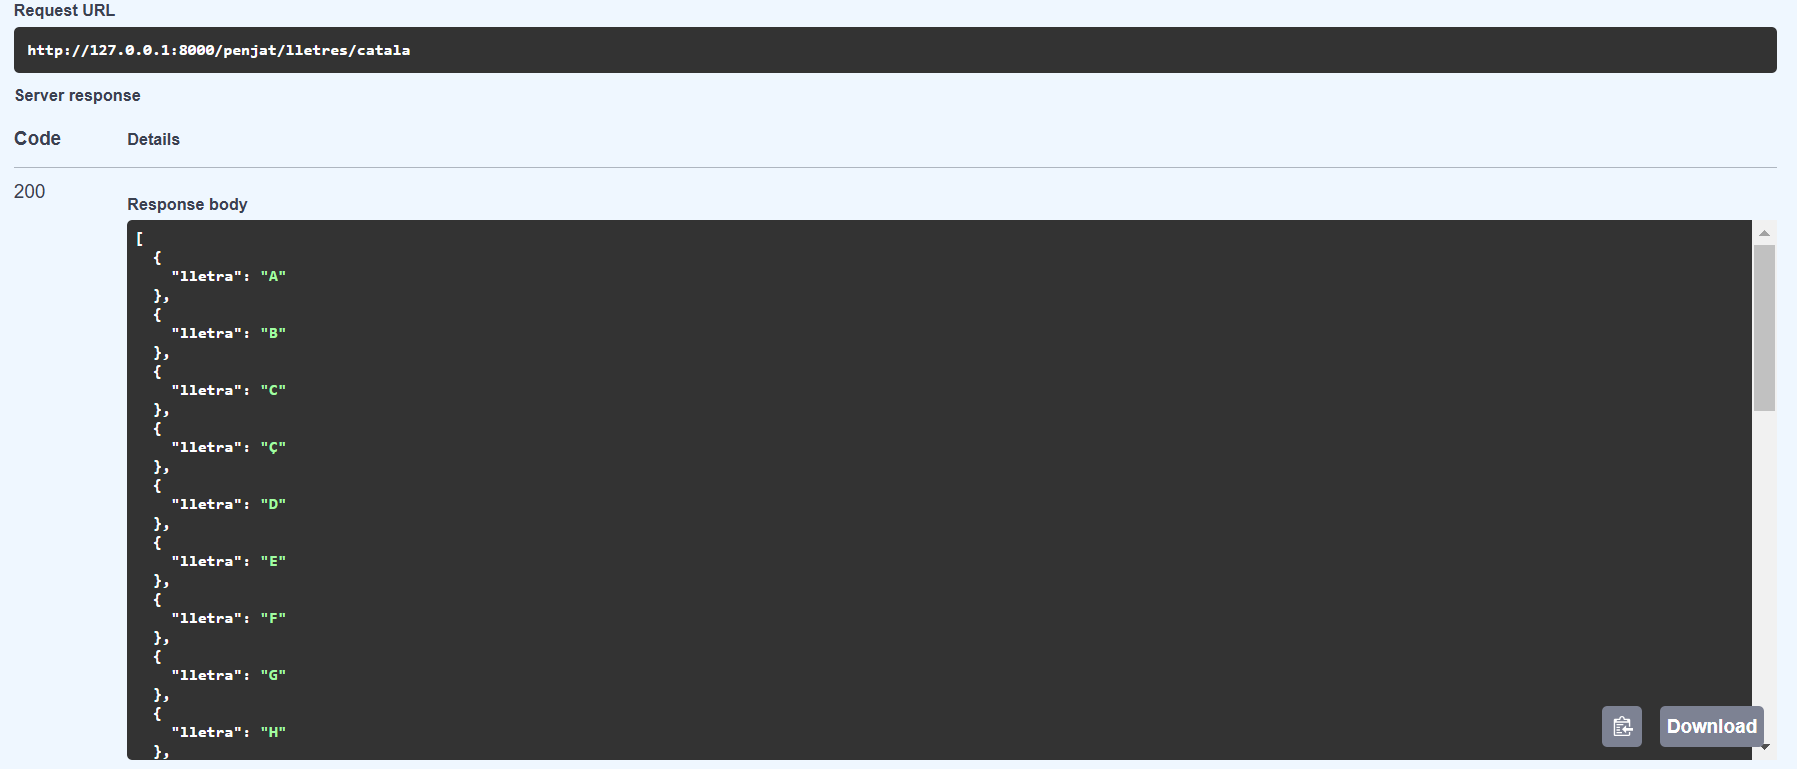 Request URL
http://127.0.0.1:8000/penjat/lletres/catala
Server response
Code Details
200
Response body
[
  {
    "lletra": "A"
  },
  {
    "lletra": "B"
  },
  {
    "lletra": "C"
  },
  {
    "lletra": "Ç"
  },
  {
    "lletra": "D"
  },
  {
    "lletra": "E"
  },
  {
    "lletra": "F"
  },
  {
    "lletra": "G"
  },
  {
    "lletra": "H"
  },
Download